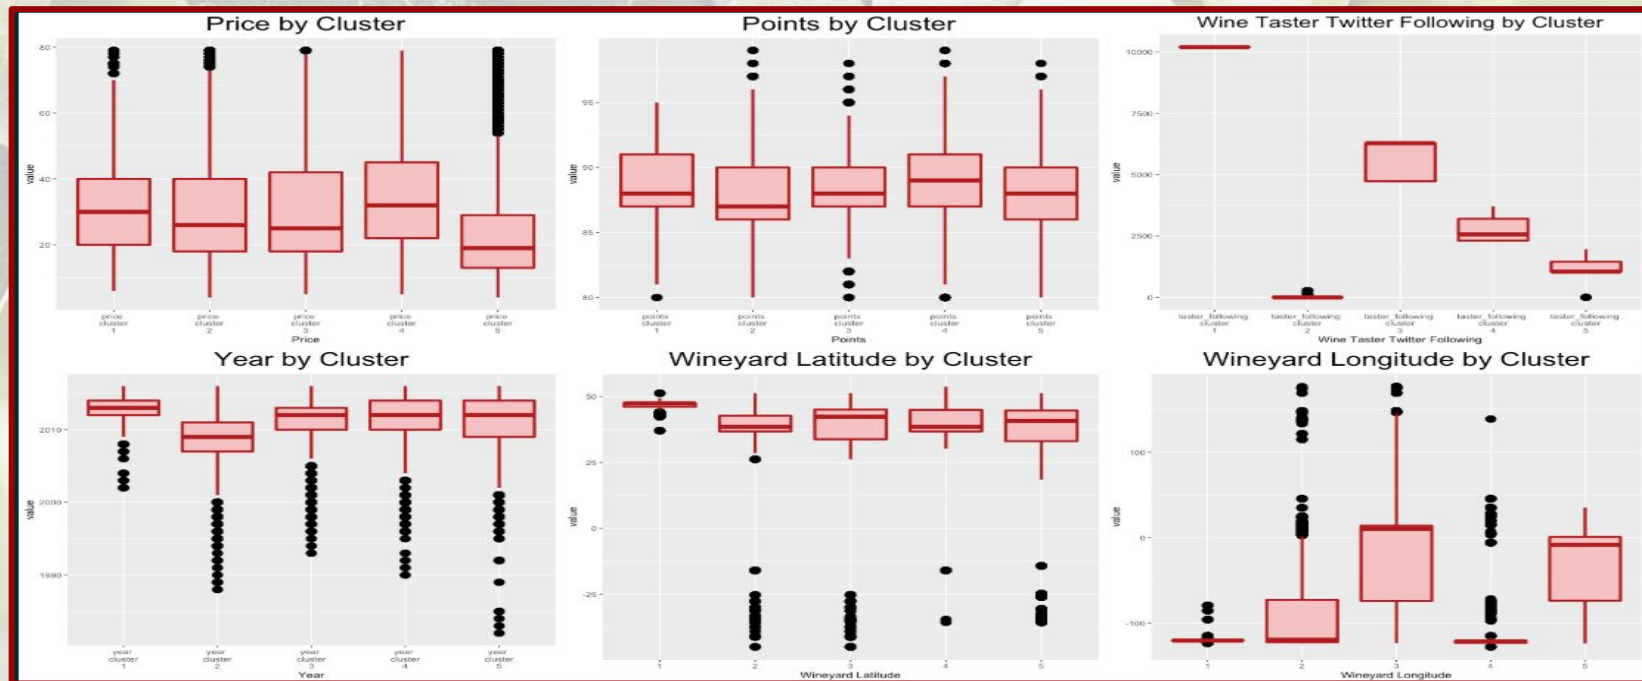 Price by Cluster
80
60
40
20
value
price
cluster
1
price
cluster
2
price
cluster
3
price
cluster
4
price
cluster
5
Price
Points by Cluster
95
90
85
80
value
points
cluster
1
points
cluster
2
points
cluster
3
points
cluster
4
points
cluster
5
Points
Wine Taster Twitter Following by Cluster
10000
7500
5000
2500
0
value
taster_following
cluster
1
taster_following
cluster
2
taster_following
cluster
3
taster_following
cluster
4
taster_following
cluster
5
Wine Taster Twitter Following
Year by Cluster
2010
2000
1990
value
year
cluster
1
year
cluster
2
year
cluster
3
year
cluster
4
year
cluster
5
Year
Wineyard Latitude by Cluster
50
25
0
-25
value
1
2
3
4
5
Wineyard Latitude
Wineyard Longitude by Cluster
100
0
-100
value
1
2
3
4
5
Wineyard Longitude